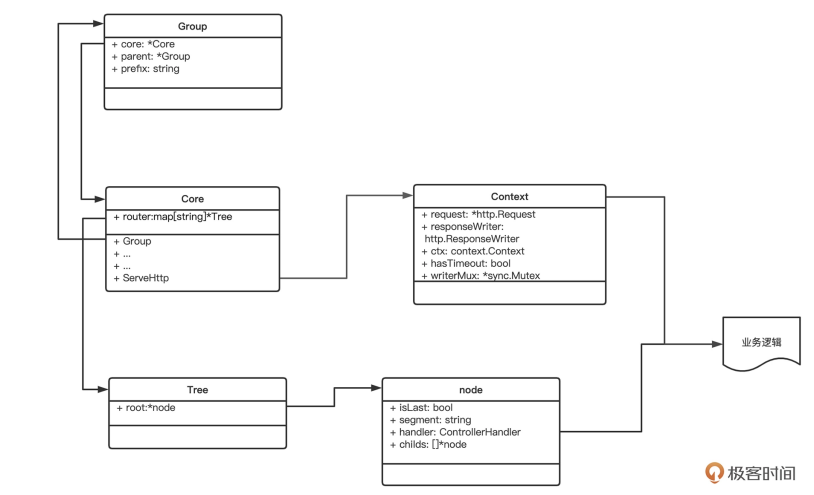 Group
+ core: *Core
+ parent: *Group
+ prefix: string
Core
+ router:map[string]*Tree
+ Group
+ ...
+ ...
+ ServeHttp
Context
+ request: *http.Request
+ responseWriter:
http.ResponseWriter
+ ctx: context.Context
+ hasTimeout: bool
+ writerMux: *sync.Mutex
业务逻辑
Tree
+ root:*node
node
+ isLast: bool
+ segment: string
+ handler: ControllerHandler
+ childs: []*node
极客时间